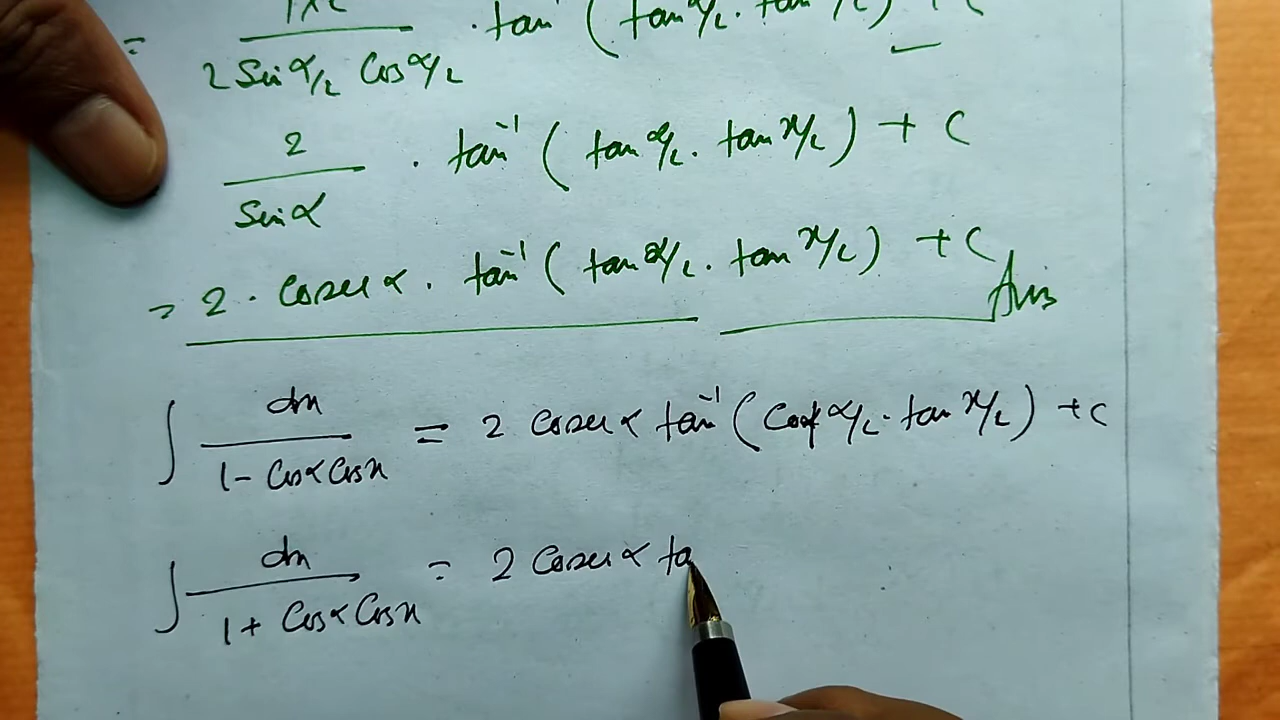 = / 2 Sin α/2 Cos α/2 . tan⁻¹ ( tan α/2 . tan x/2 ) + C
2 / Sin α . tan⁻¹ ( tan α/2 . tan x/2 ) + C
= 2 . Cosec α . tan⁻¹ ( tan α/2 . tan x/2 ) + C Ans
∫ dx / 1 - Cos α Cos x = 2 Cosec α tan⁻¹ ( Cot α/2 . tan x/2 ) + C
∫ dx / 1 + Cos α Cos x = 2 Cosec α ta